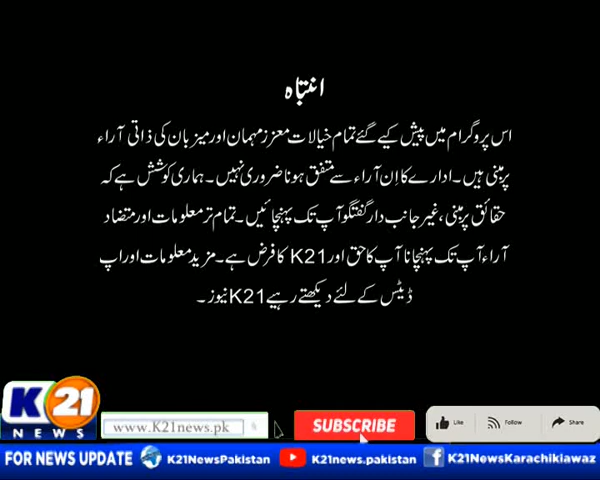 انتباہ
اس پروگرام میں پیش کیے گئے تمام خیالات معزز مہمان اور میزبان کی ذاتی آراء
پر مبنی ہیں۔ ادارے کا اِن آراء سے متفق ہونا ضروری نہیں۔ ہماری کوشش ہے کہ
حقائق پر مبنی، غیر جانب دار گفتگو آپ تک پہنچائیں۔ تمام تر معلومات اور متضاد
آراء آپ تک پہنچانا آپ کا حق اور K21 کا فرض ہے۔ مزید معلومات اور اپ
ڈیٹس کے لئے دیکھتے رہیے K21 نیوز۔
K21
NEWS
www.K21news.pk
SUBSCRIBE
Like
Follow
Share
FOR NEWS UPDATE
K21NewsPakistan
K21news.pakistan
K21NewsKarachikiawaz